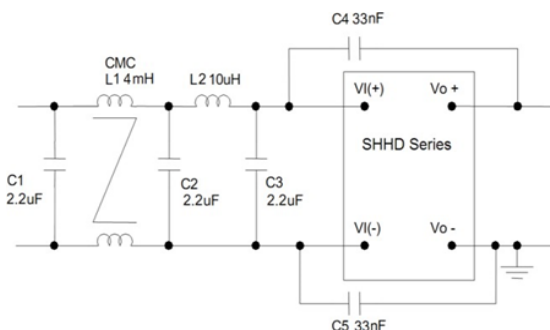 C4 33nF
CMC
L1 4mH
L2 10uH
VI(+)
Vo +
SHHD Series
C1
2.2uF
C2
2.2uF
C3
2.2uF
VI(-)
Vo -
C5 33nF